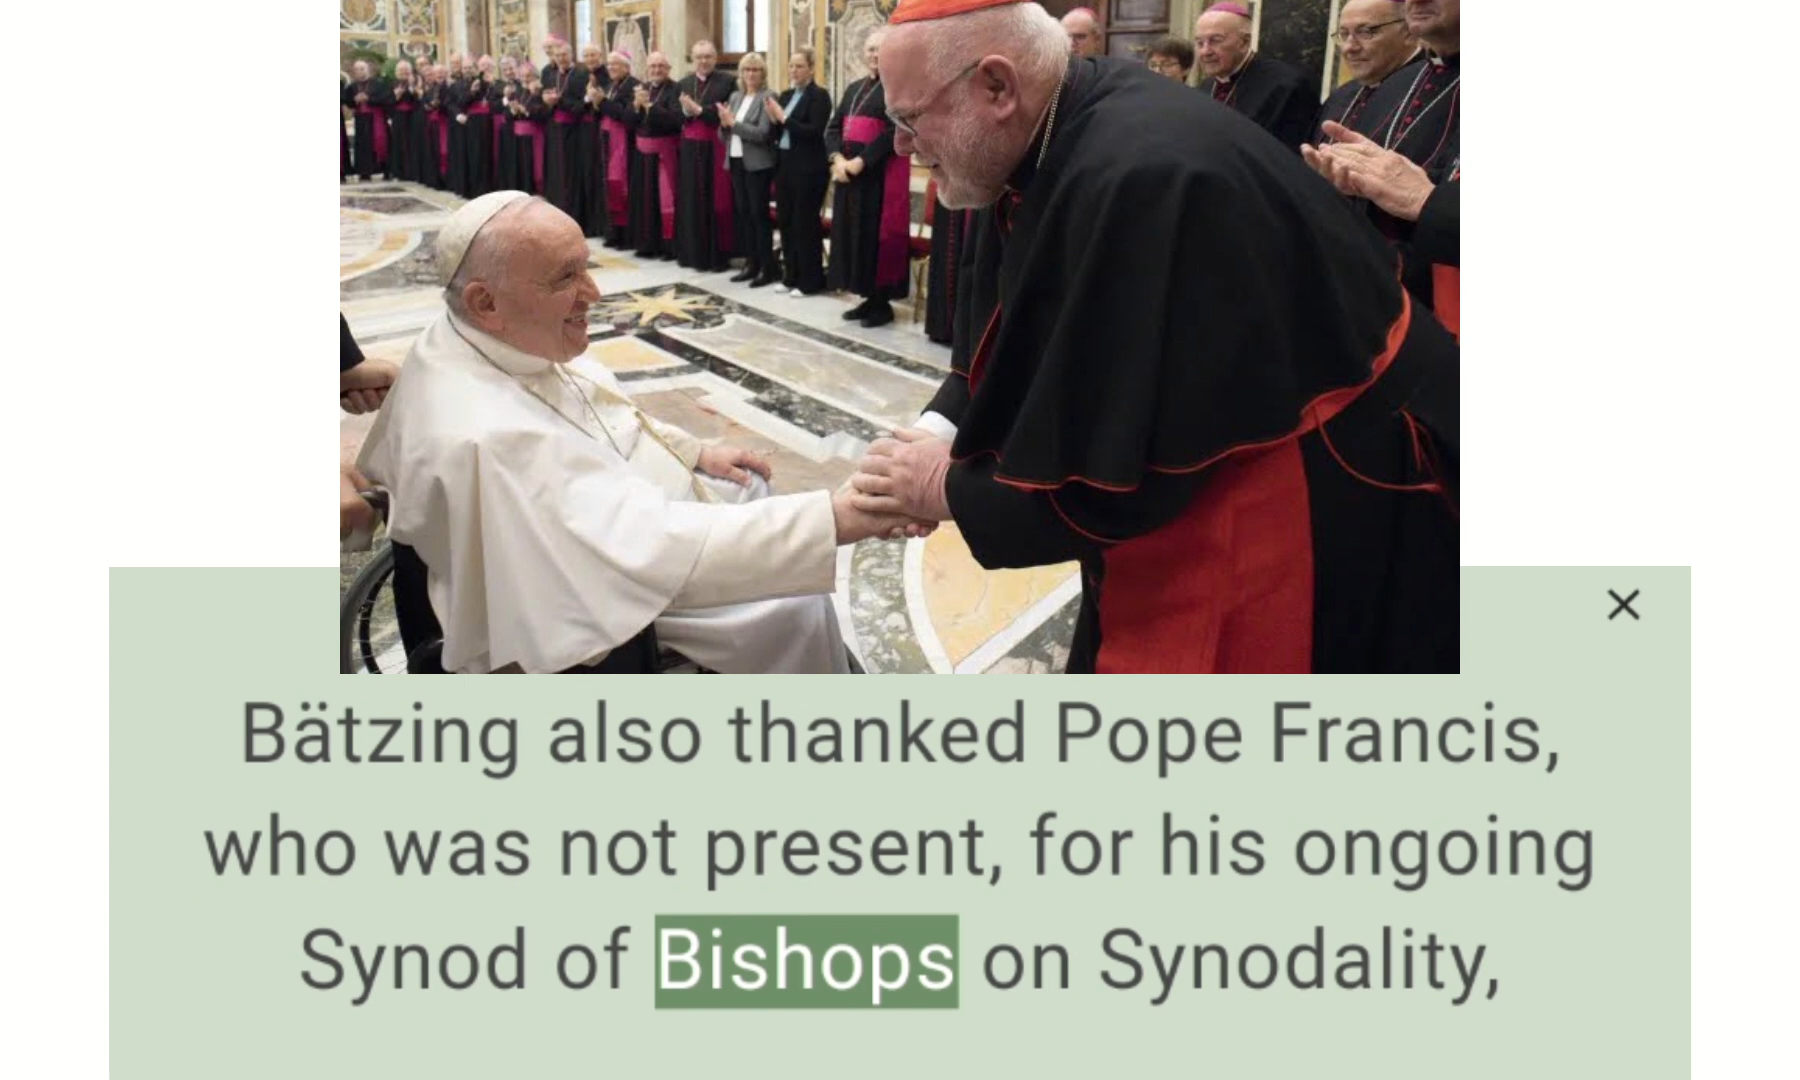 Bätzing also thanked Pope Francis,
who was not present, for his ongoing
Synod of Bishops on Synodality,